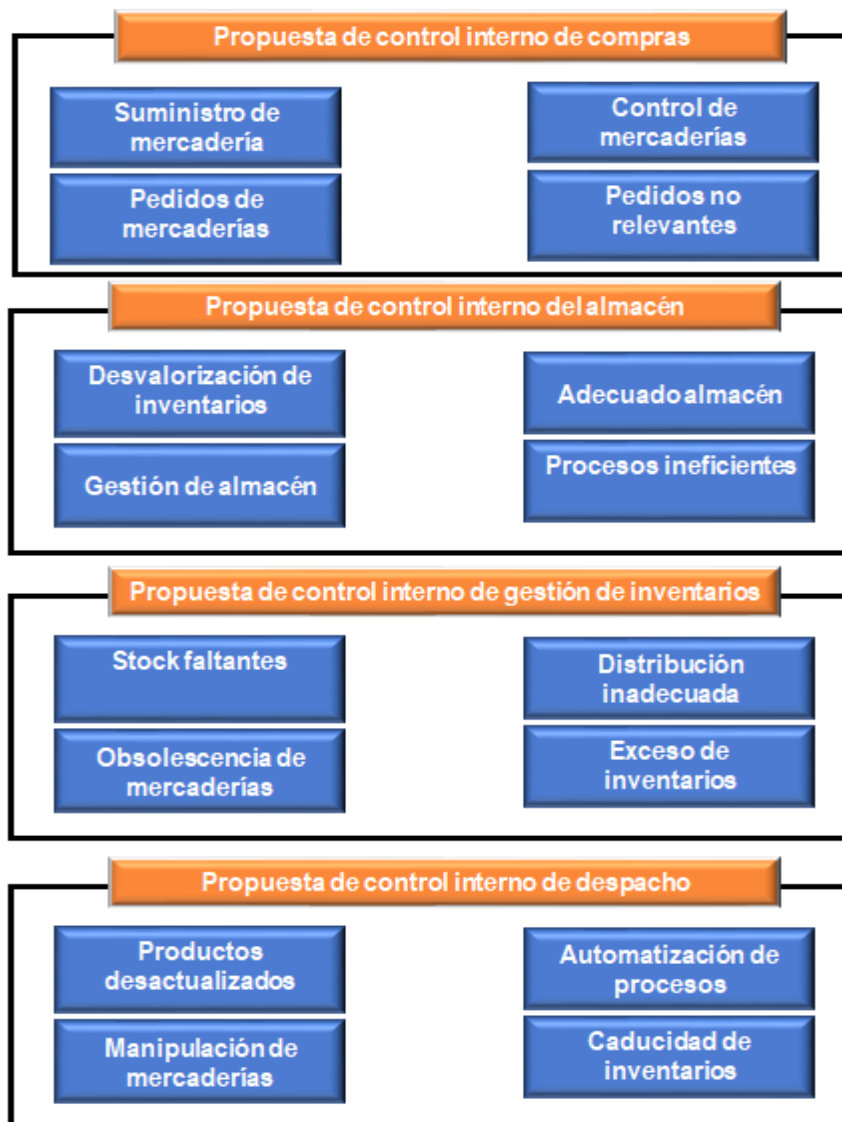 Propuesta de control interno de compras
Suministro de
mercadería
Control de
mercaderías
Pedidos de
mercaderías
Pedidos no
relevantes
Propuesta de control interno del almacén
Desvalorización de
inventarios
Adecuado almacén
Gestión de almacén
Procesos ineficientes
Propuesta de control interno de gestión de inventarios
Stock faltantes
Distribución
inadecuada
Obsolescencia de
mercaderías
Exceso de
inventarios
Propuesta de control interno de despacho
Productos
desactualizados
Automatización de
procesos
Manipulación de
mercaderías
Caducidad de
inventarios